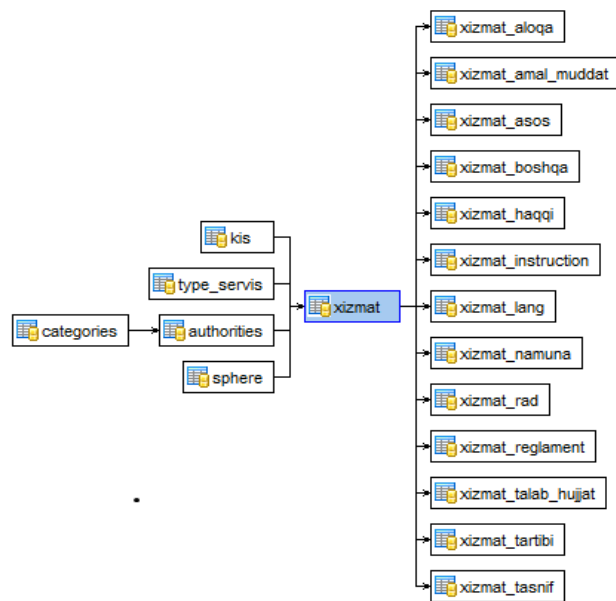 xizmat_aloqa
xizmat_amal_muddat
xizmat_asos
xizmat_boshqa
kis
xizmat_haqqi
type_servis
xizmat_instruction
xizmat
xizmat_lang
categories
authorities
xizmat_namuna
sphere
xizmat_rad
xizmat_reglament
xizmat_talab_hujjat
xizmat_tartibi
xizmat_tasnif